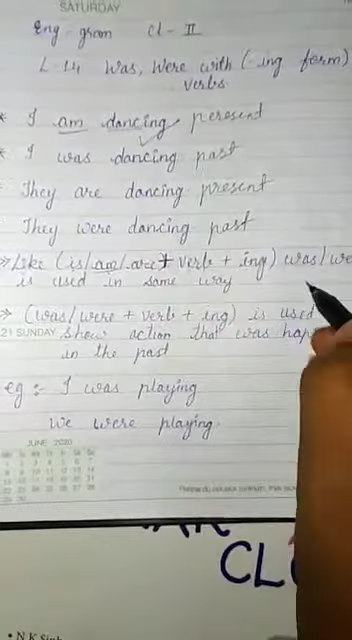 SATURDAY
Eng - gram Cl - II
L-14 Was, Were with (-ing form)
verbs.
* I am dancing present
* I was dancing past
They are dancing present
They were dancing past
Like (is/am/are + verb + ing) was/we
is used in same way
(was/were + verb + ing) is used
21 SUNDAY show action that was hap
in the past
eg :- I was playing
we were playing
JUNE 2020
CL
• N K Sin